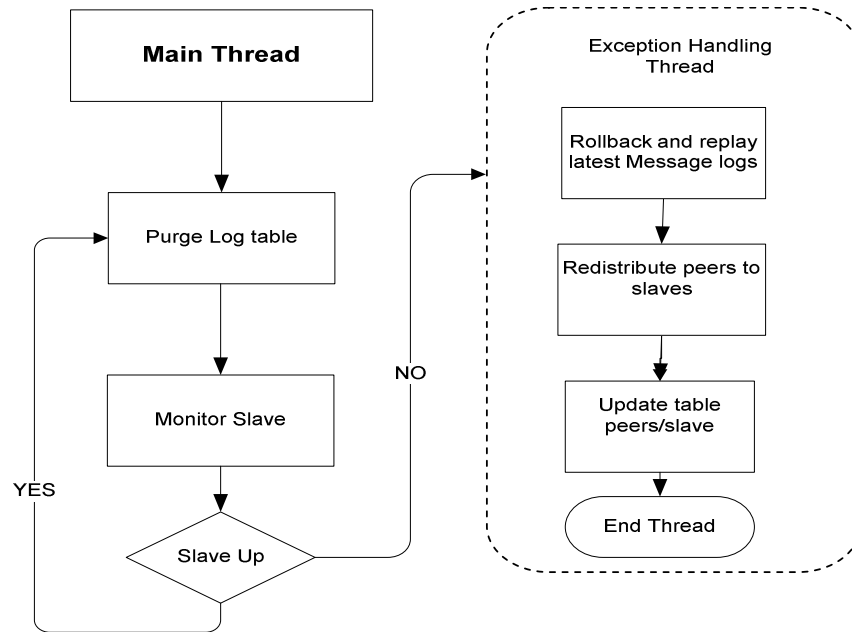 Main Thread
Purge Log table
Monitor Slave
Slave Up
YES
NO
Exception Handling
Thread
Rollback and replay
latest Message logs
Redistribute peers to
slaves
Update table
peers/slave
End Thread